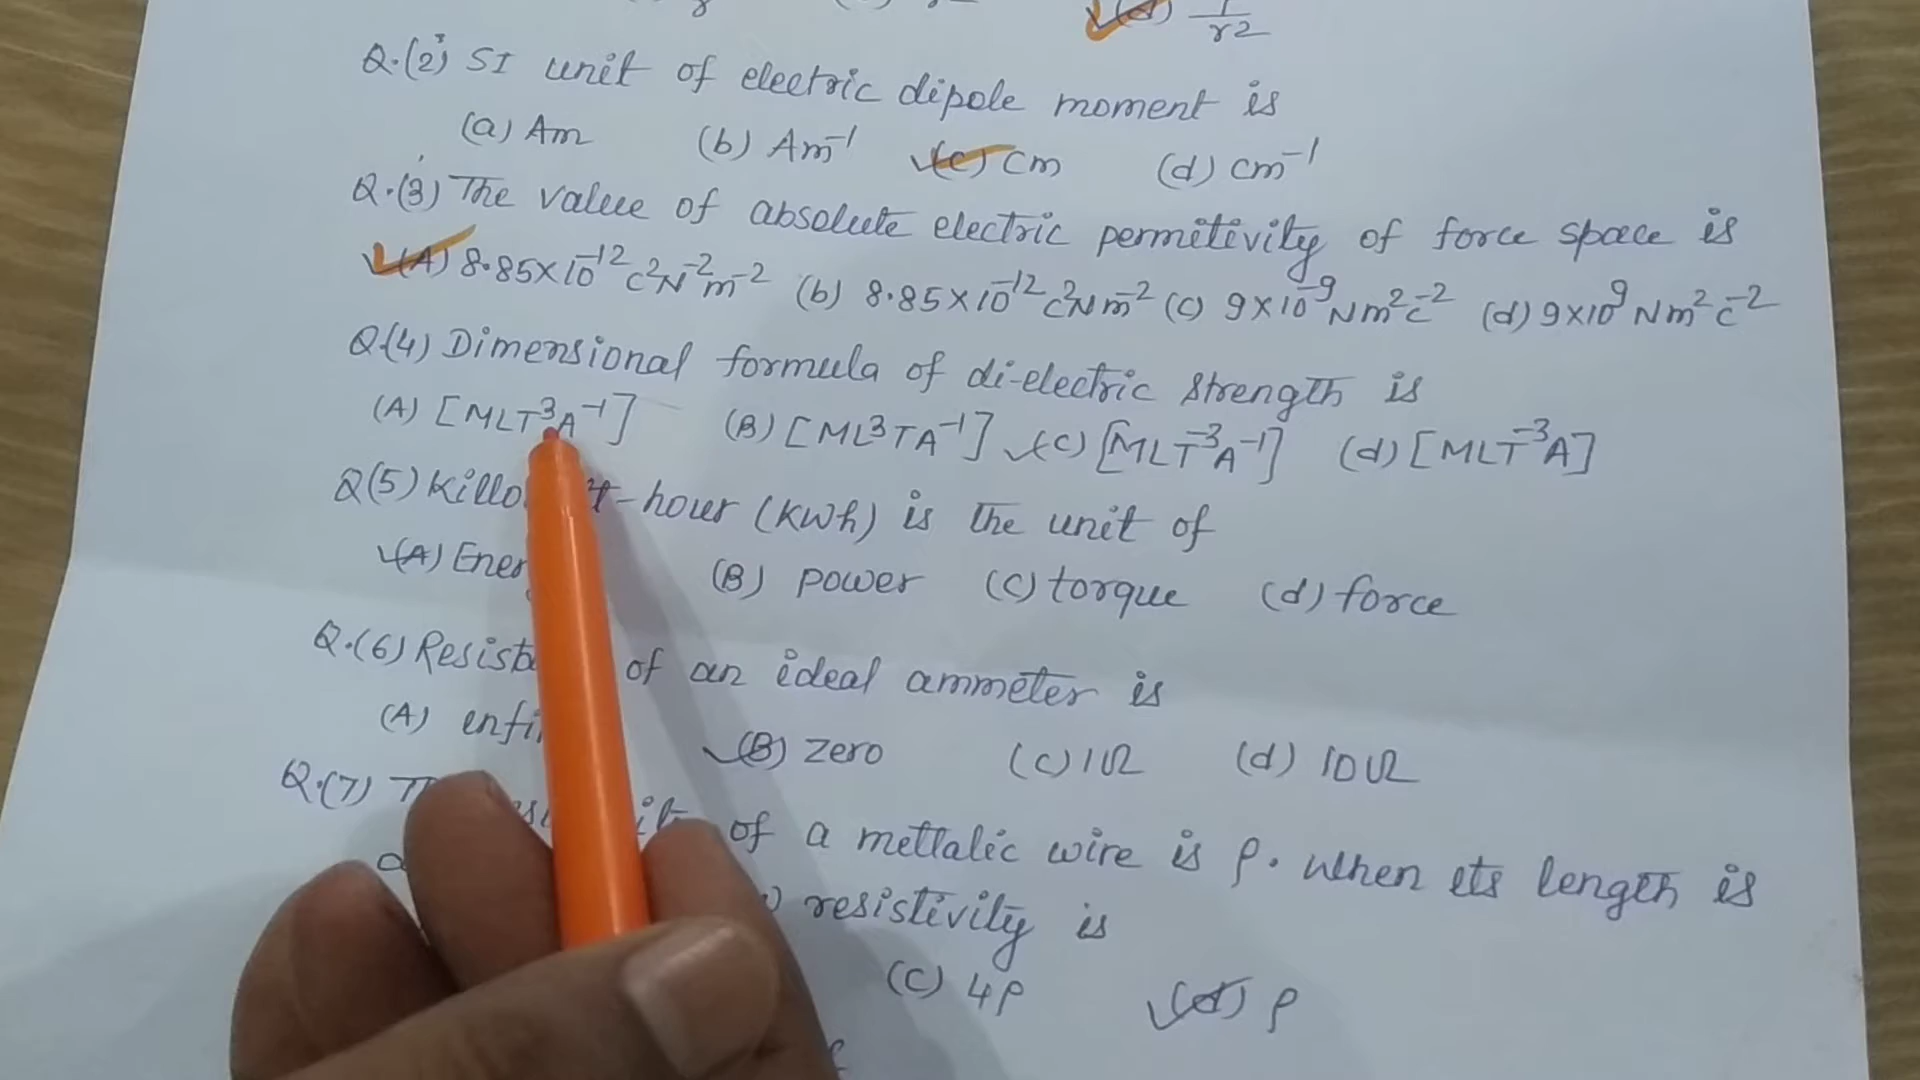 (d) 1/r2
Q.(2) SI unit of electric dipole moment is
(a) Am (b) Am⁻¹ (c) cm (d) cm⁻¹
Q.(3) The value of absolute electric permitivity of force space is
(A) 8.85×10⁻¹² c²N⁻²m⁻² (b) 8.85×10⁻¹² c²Nm⁻² (c) 9×10⁻⁹ Nm²c⁻² (d) 9×10⁹ Nm²c⁻²
Q(4) Dimensional formula of di-electric strength is
(A) [MLT³A⁻¹] (B) [ML³TA⁻¹] (c) [MLT⁻³A⁻¹] (d) [MLT⁻³A]
Q(5) -hour (KWh) is the unit of
(A) (B) power (C) torque (d) force
Q.(6) of an ideal ammeter is
(A) (B) zero (c) 1Ω (d) 10Ω
Q.(7) of a mettalic wire is ρ. when its length is
resistivity is
(C) 4ρ (d) ρ